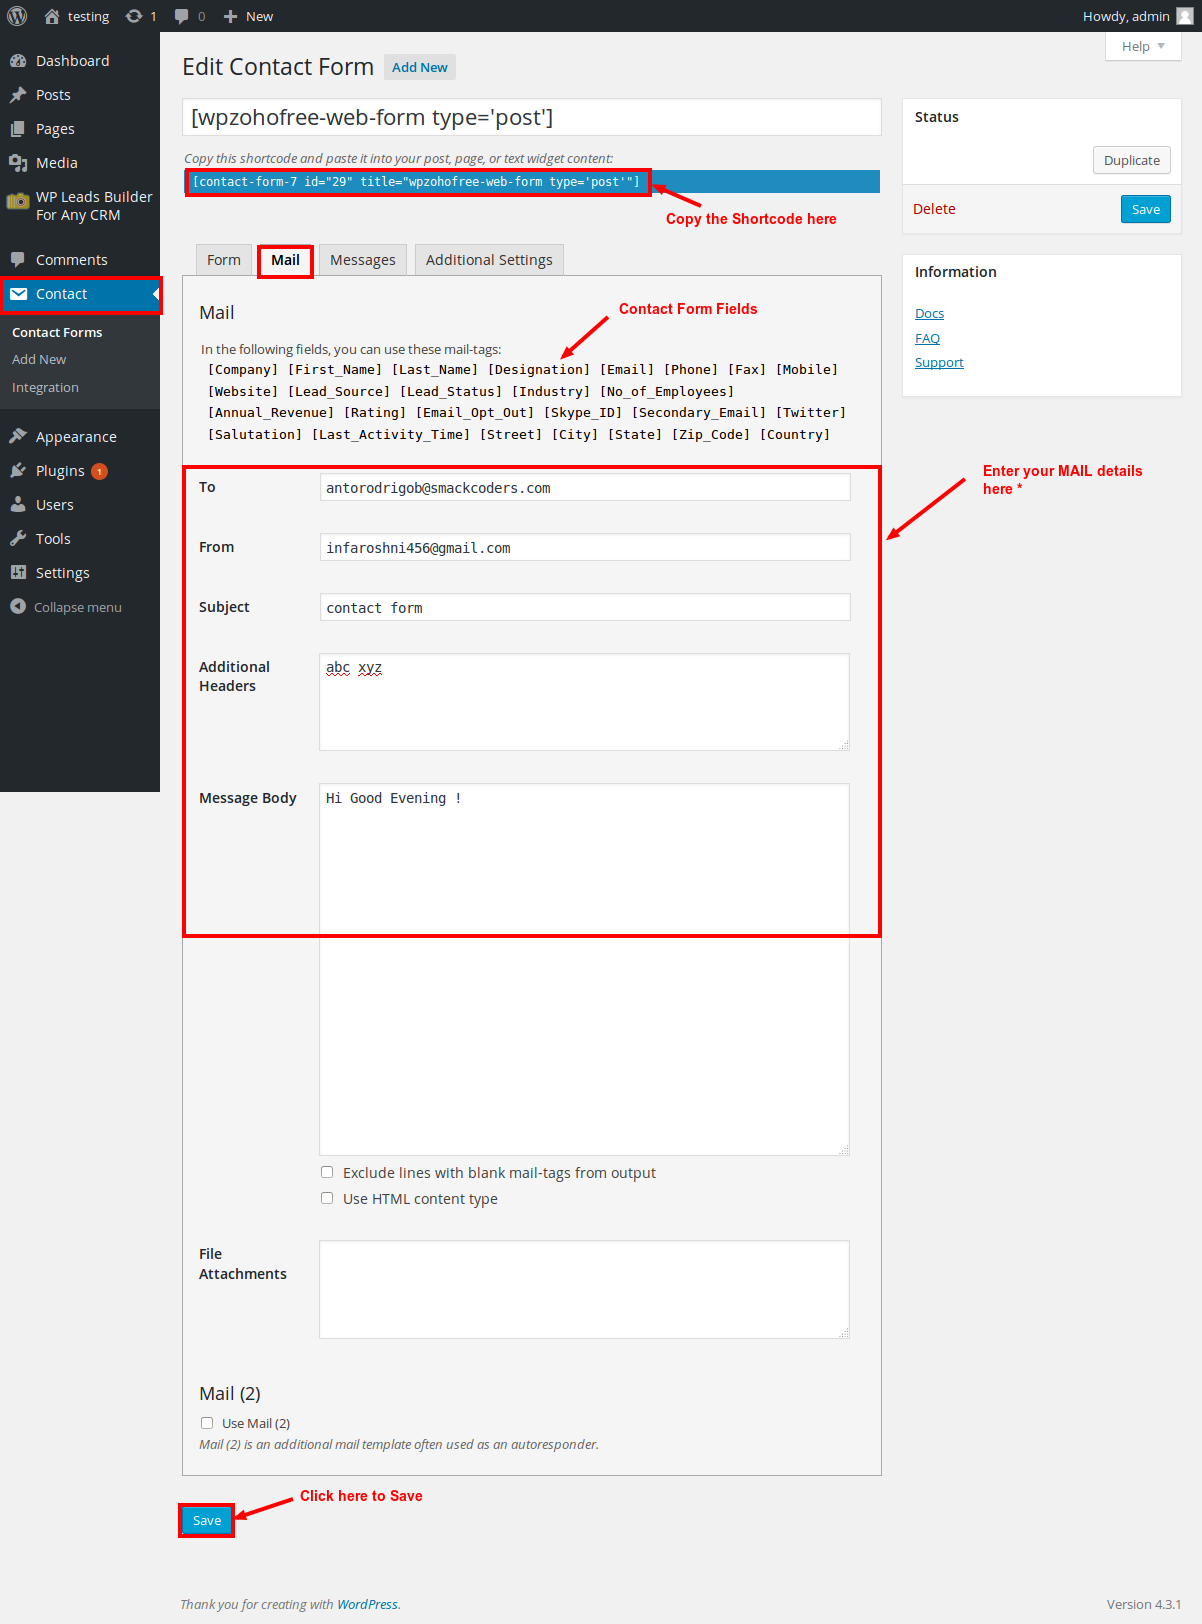 testing 1 0 New Howdy, admin
Help
Dashboard
Posts
Pages
Media
WP Leads Builder
For Any CRM
Comments
Contact
Contact Forms
Add New
Integration
Appearance
Plugins 1
Users
Tools
Settings
Collapse menu
Edit Contact Form Add New
[wpzohofree-web-form type='post']
Copy this shortcode and paste it into your post, page, or text widget content:
[contact-form-7 id="29" title="wpzohofree-web-form type='post'"]
Copy the Shortcode here
Form Mail Messages Additional Settings
Mail
Contact Form Fields
In the following fields, you can use these mail-tags:
[Company] [First_Name] [Last_Name] [Designation] [Email] [Phone] [Fax] [Mobile]
[Website] [Lead_Source] [Lead_Status] [Industry] [No_of_Employees]
[Annual_Revenue] [Rating] [Email_Opt_Out] [Skype_ID] [Secondary_Email] [Twitter]
[Salutation] [Last_Activity_Time] [Street] [City] [State] [Zip_Code] [Country]
To antorodrigob@smackcoders.com
From infaroshni456@gmail.com
Subject contact form
Additional
Headers
abc xyz
Message Body Hi Good Evening !
Exclude lines with blank mail-tags from output
Use HTML content type
File
Attachments
Mail (2)
Use Mail (2)
Mail (2) is an additional mail template often used as an autoresponder.
Click here to Save
Save
Status
Duplicate
Delete Save
Information
Docs
FAQ
Support
Enter your MAIL details
here *
Thank you for creating with WordPress. Version 4.3.1